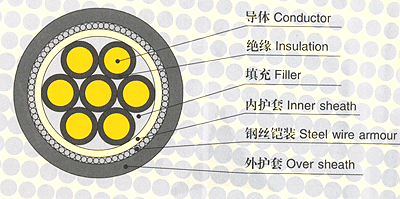 导体 Conductor
绝缘 Insulation
填充 Filler
内护套 Inner sheath
钢丝铠装 Steel wire armour
外护套 Over sheath